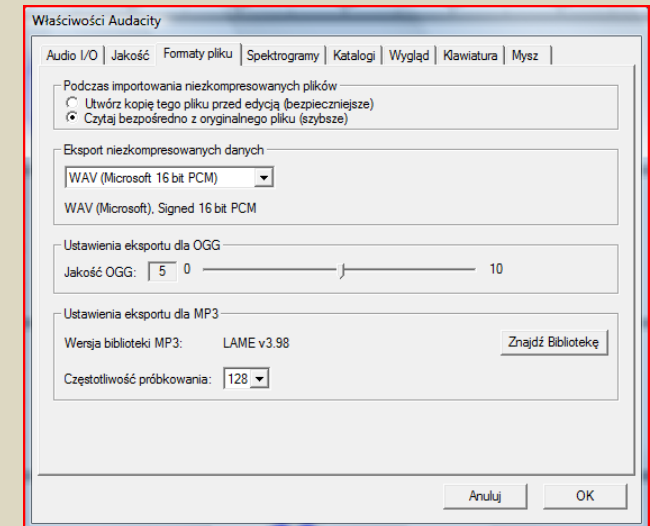 Właściwości Audacity
Audio I/O Jakość Formaty pliku Spektrogramy Katalogi Wygląd Klawiatura Mysz
Podczas importowania niezkompresowanych plików
Utwórz kopię tego pliku przed edycją (bezpieczniejsze)
Czytaj bezpośredno z oryginalnego pliku (szybsze)
Eksport niezkompresowanych danych
WAV (Microsoft 16 bit PCM)
WAV (Microsoft), Signed 16 bit PCM
Ustawienia eksportu dla OGG
Jakość OGG: 5 0 10
Ustawienia eksportu dla MP3
Wersja biblioteki MP3: LAME v3.98 Znajdź Bibliotekę
Częstotliwość próbkowania: 128
Anuluj OK